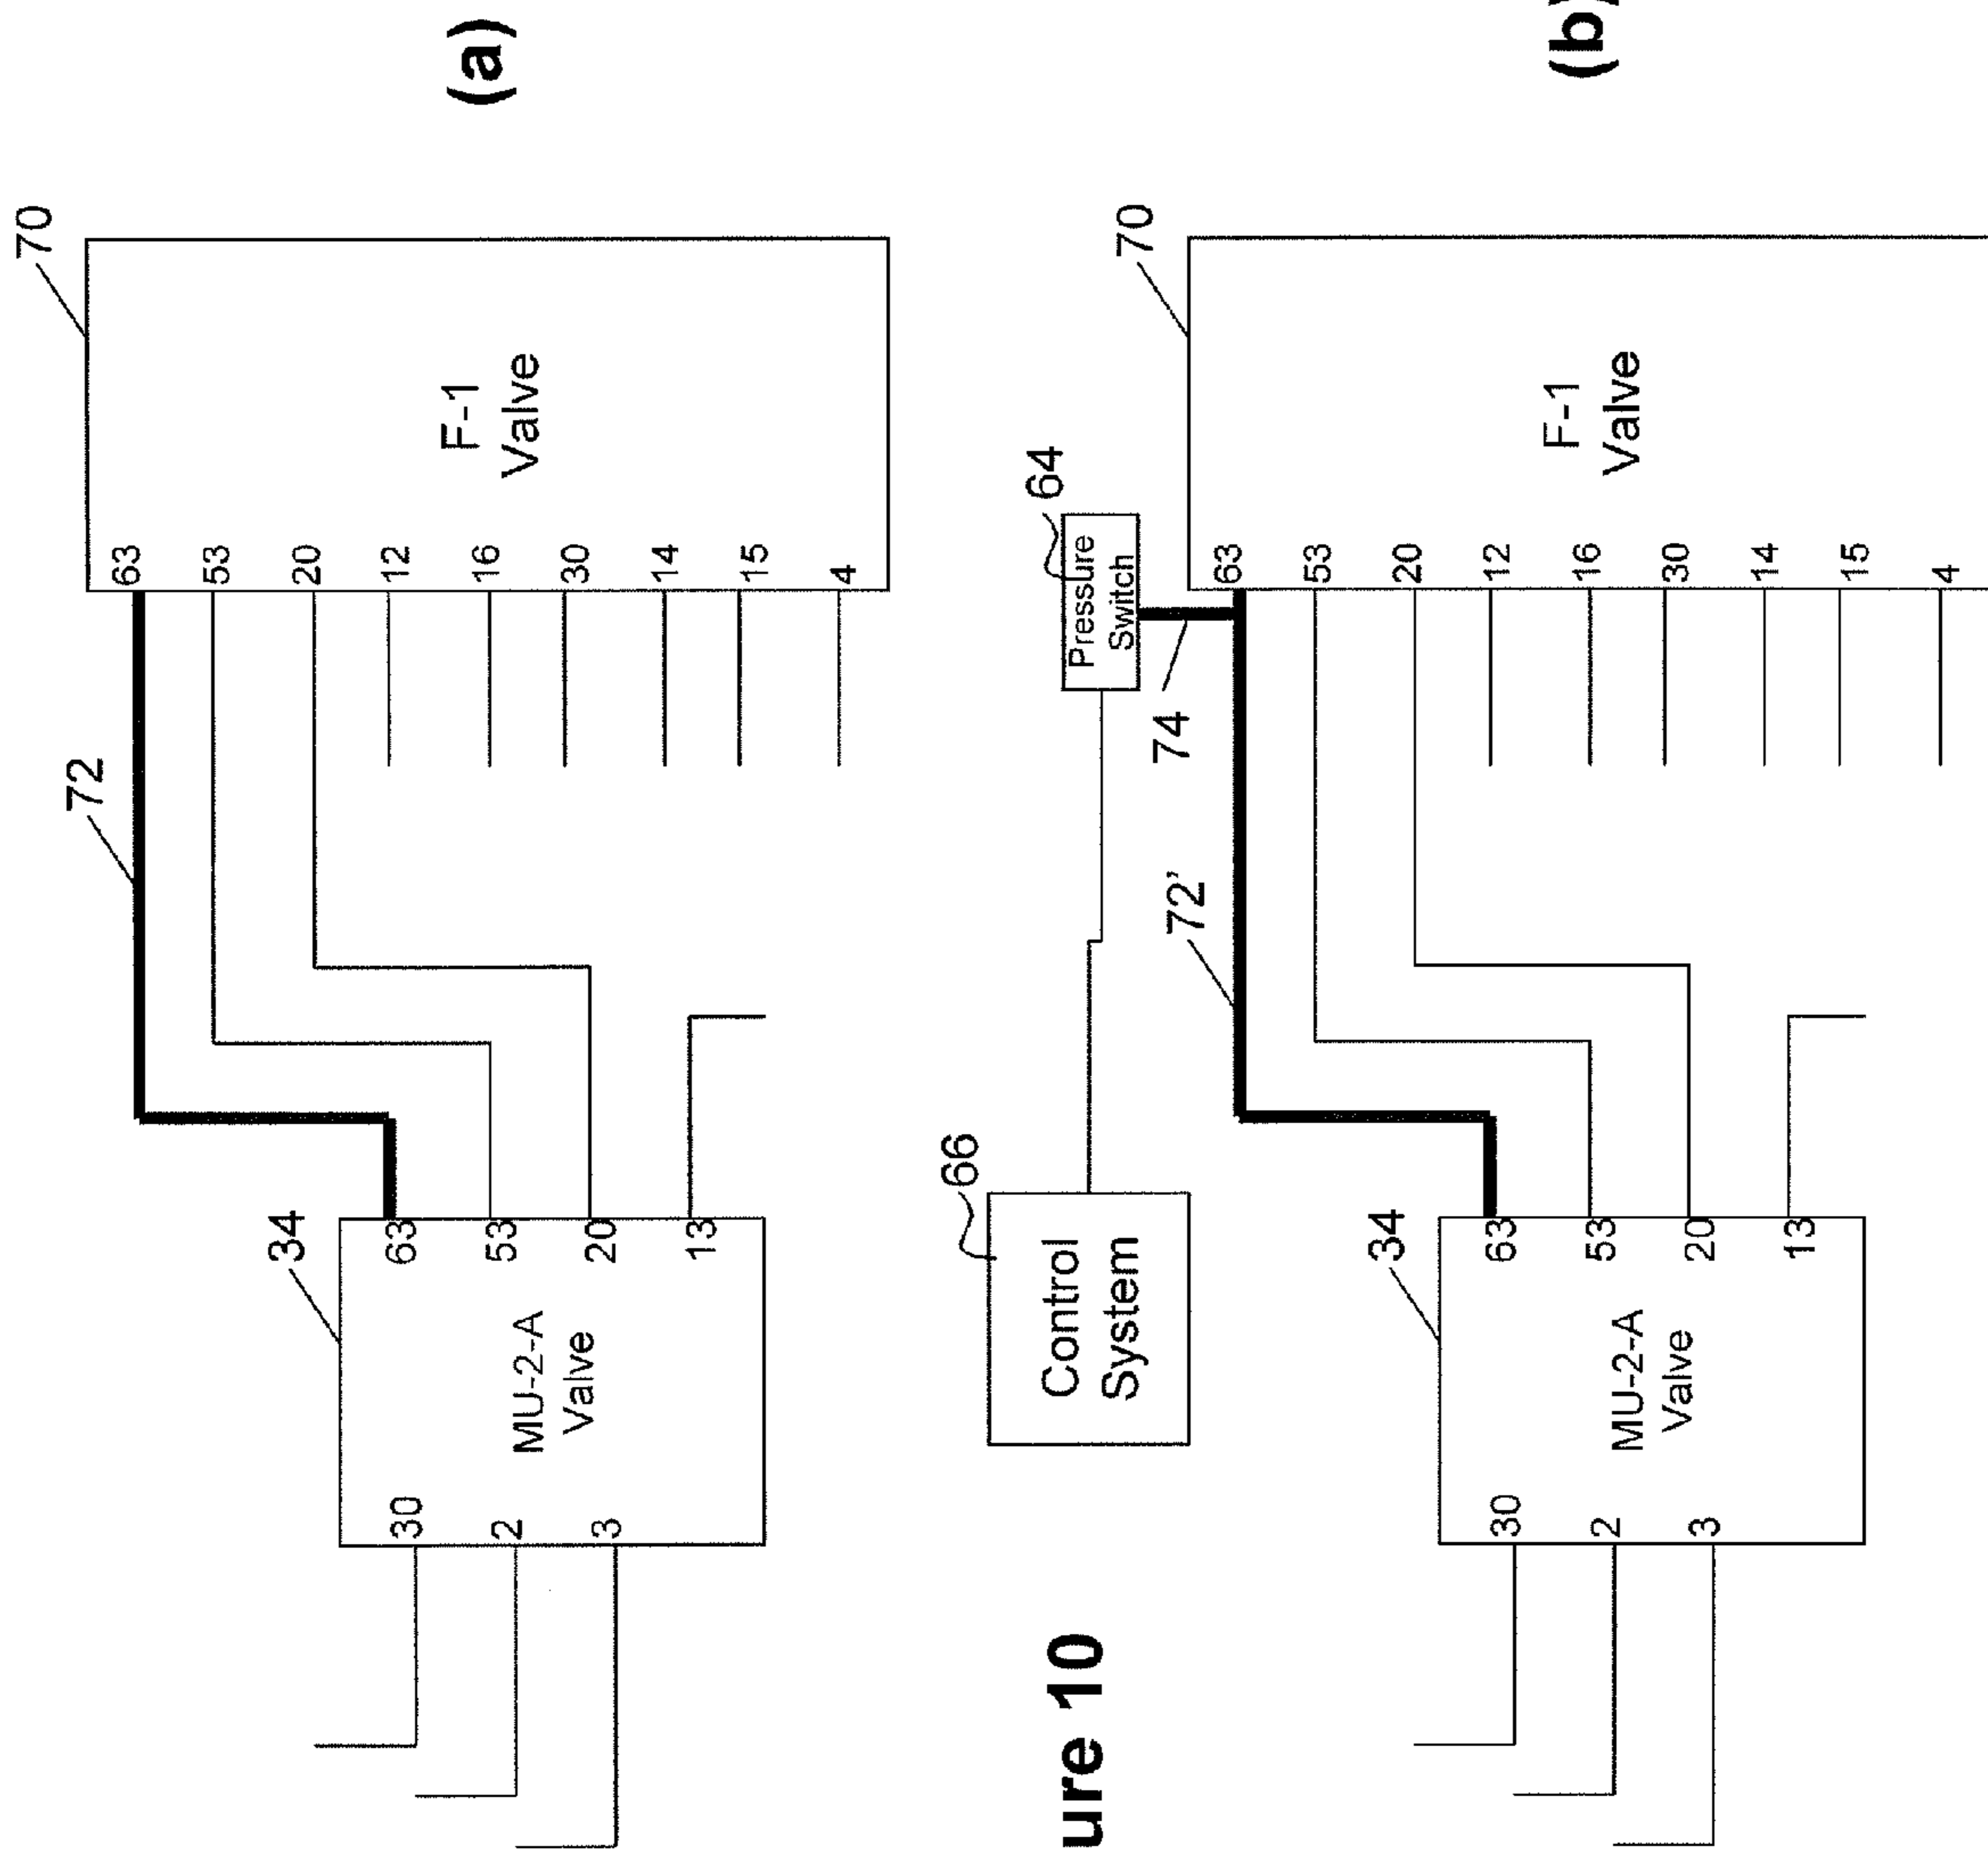 70
72
34
63
53
20
12
16
30
14
15
4
F-1
Valve
63
53
20
13
30
2
3
MU-2-A
Valve
(a)
ure 10
66
Control
System
64
Pressure
Switch
74
72'
70
34
63
53
20
12
16
30
14
15
4
F-1
Valve
63
53
20
13
30
2
3
MU-2-A
Valve
(b)